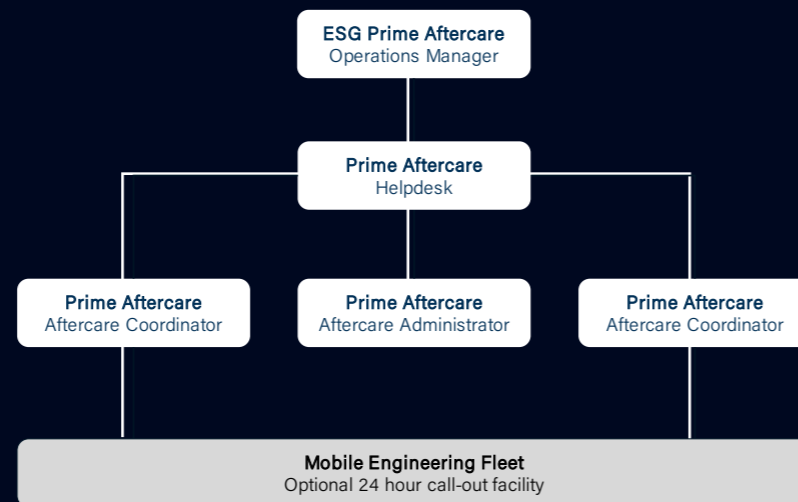 ESG Prime Aftercare
Operations Manager
Prime Aftercare
Helpdesk
Prime Aftercare
Aftercare Coordinator
Prime Aftercare
Aftercare Administrator
Prime Aftercare
Aftercare Coordinator
Mobile Engineering Fleet
Optional 24 hour call-out facility